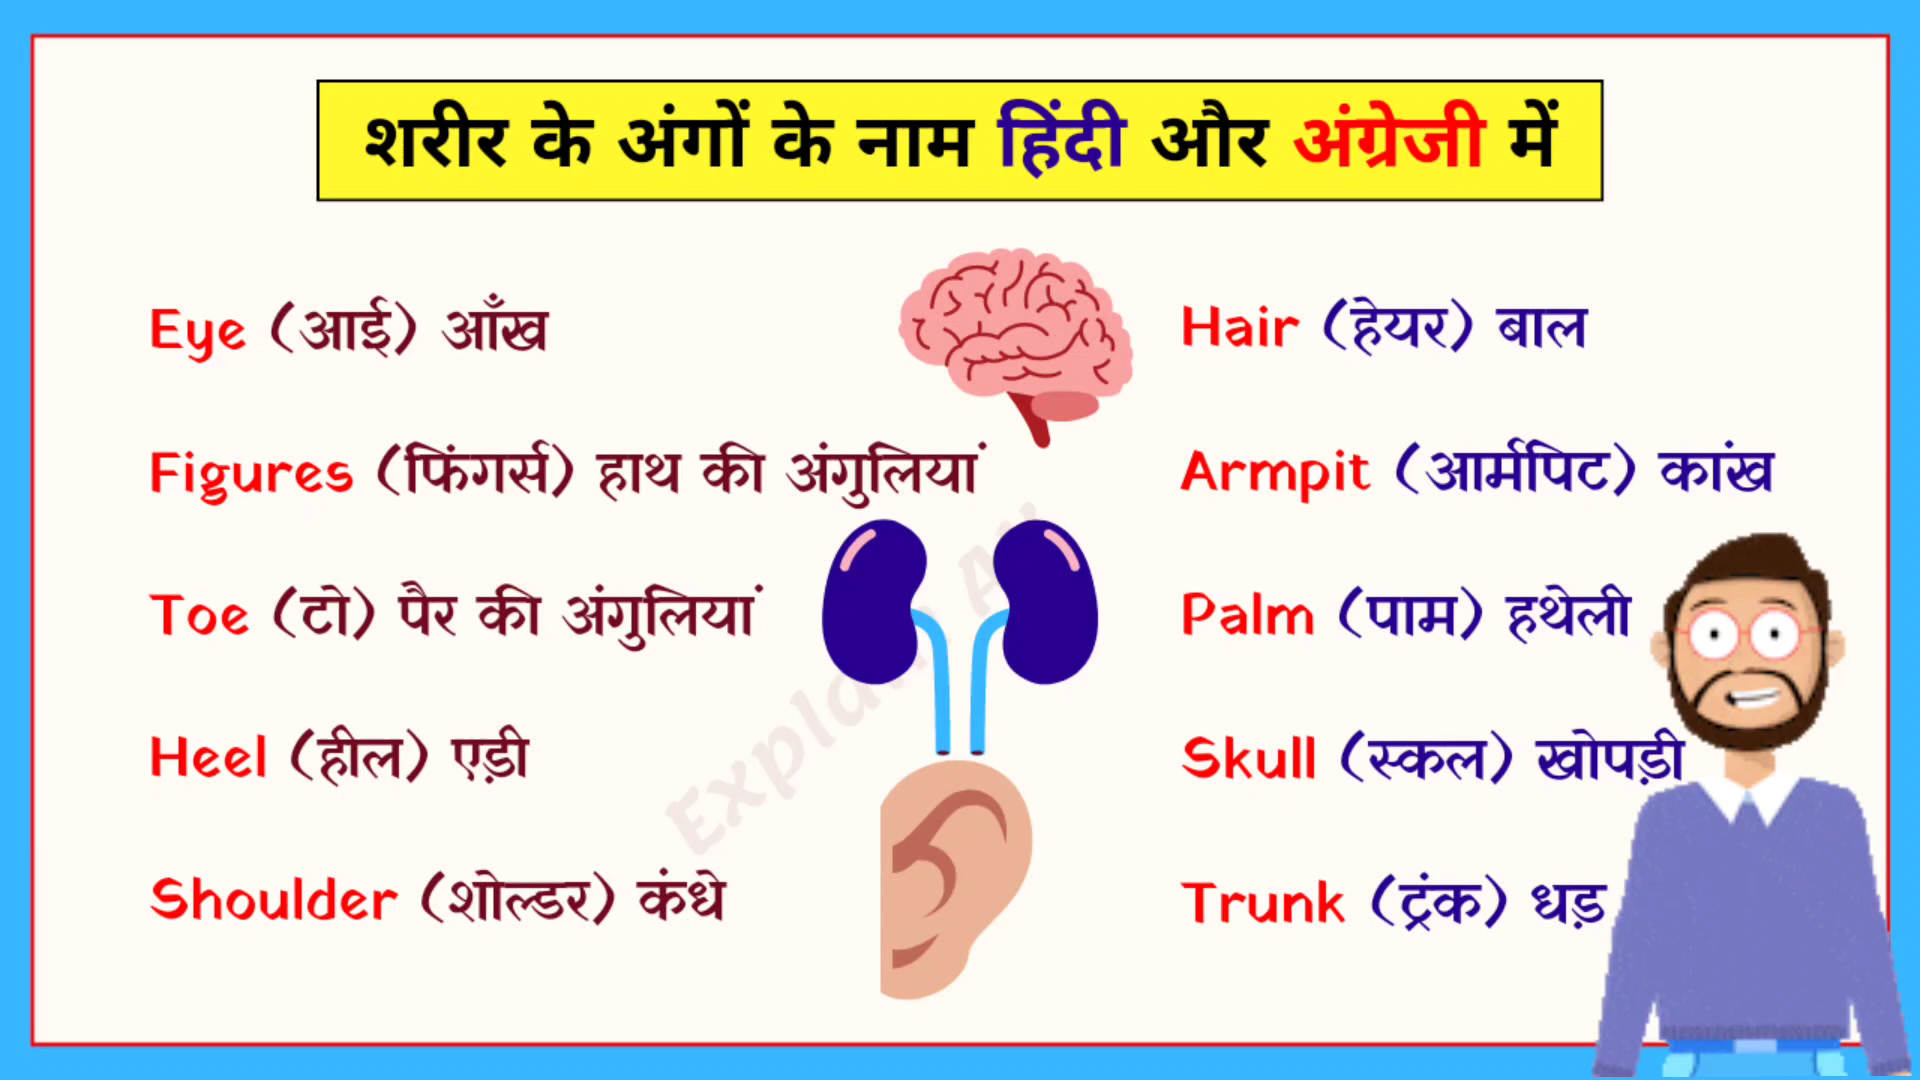 शरीर के अंगों के नाम हिंदी और अंग्रेजी में
Eye (आई) आँख
Figures (फिंगर्स) हाथ की अंगुलियां
Toe (टो) पैर की अंगुलियां
Heel (हील) एड़ी
Shoulder (शोल्डर) कंधे
Hair (हेयर) बाल
Armpit (आर्मपिट) कांख
Palm (पाम) हथेली
Skull (स्कल) खोपड़ी
Trunk (ट्रंक) धड़